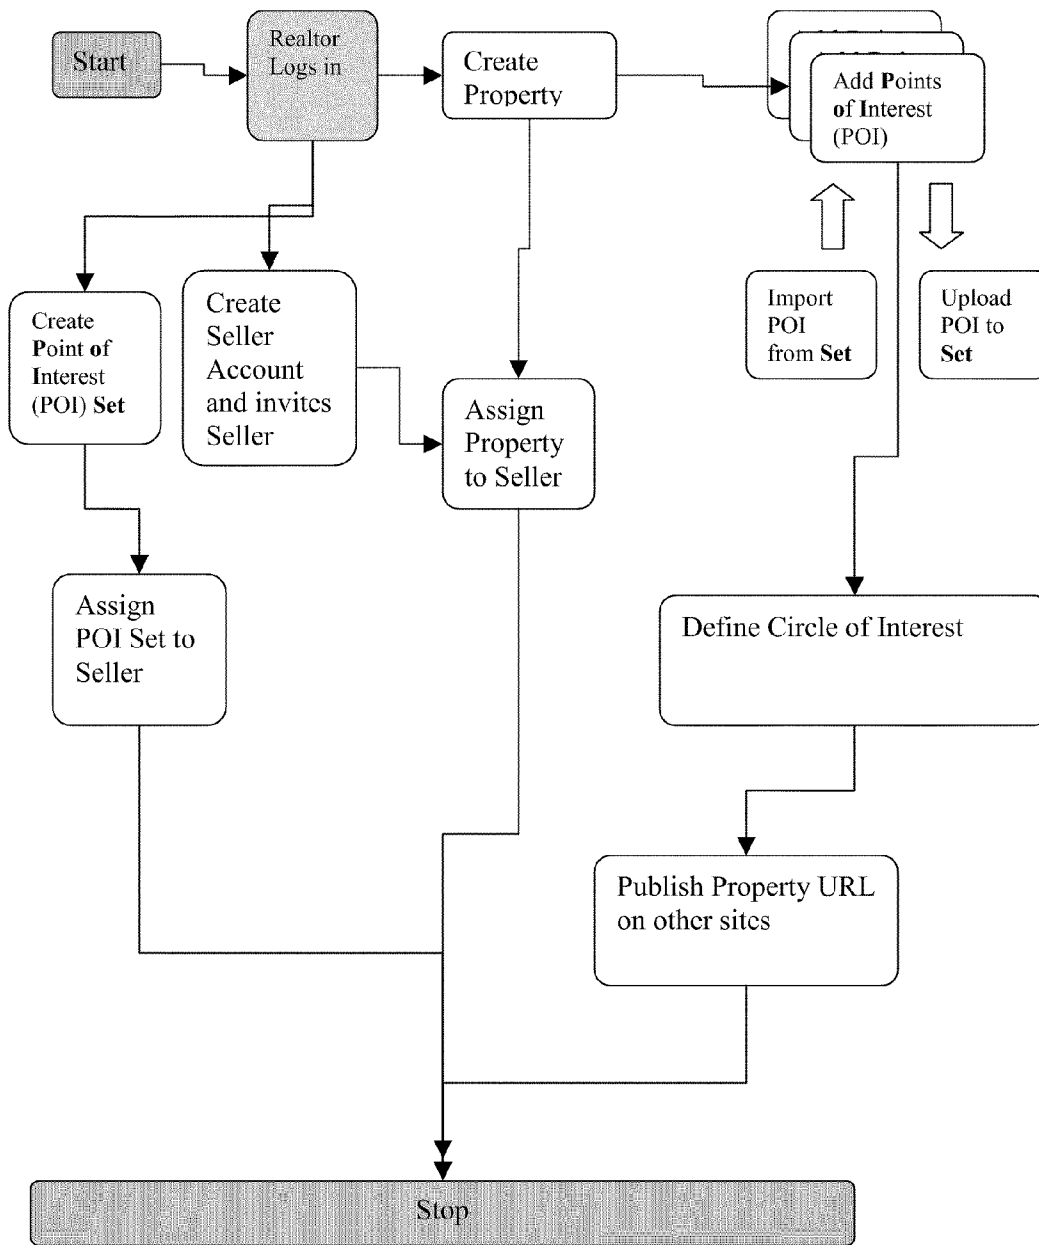 Start
Realtor
Logs in
Create
Property
Add Points
of Interest
(POI)
Import
POI
from Set
Upload
POI to
Set
Create
Point of
Interest
(POI) Set
Create
Seller
Account
and invites
Seller
Assign
Property
to Seller
Assign
POI Set to
Seller
Define Circle of Interest
Publish Property URL
on other sites
Stop